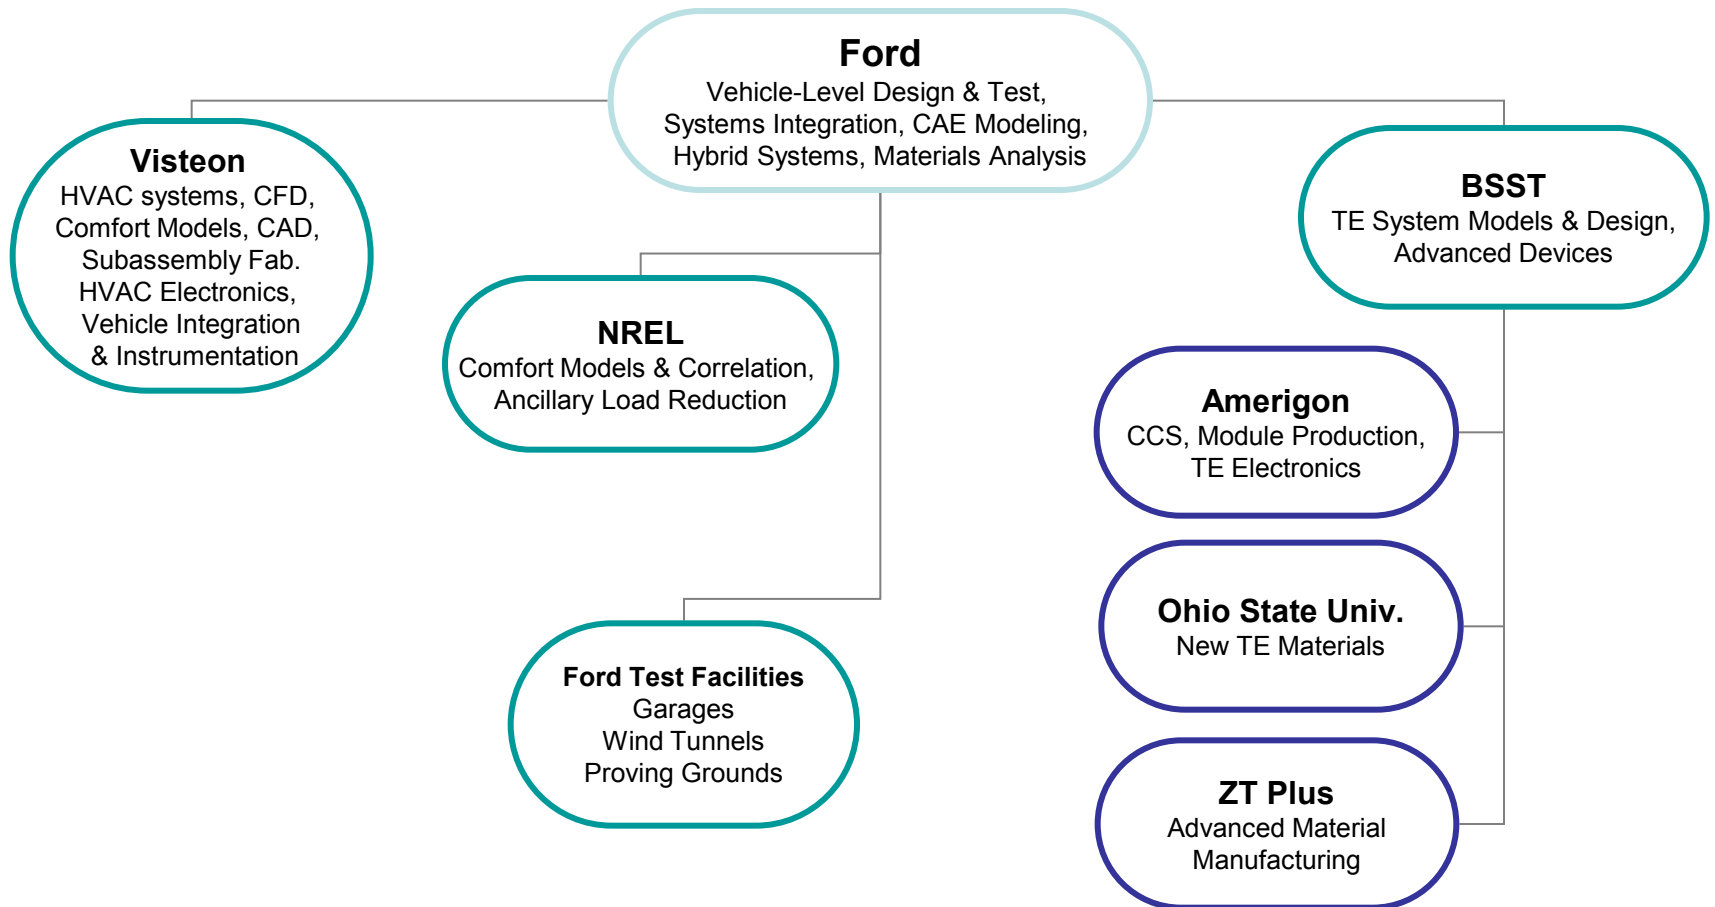 Ford
Vehicle-Level Design & Test,
Systems Integration, CAE Modeling,
Hybrid Systems, Materials Analysis
Visteon
HVAC systems, CFD,
Comfort Models, CAD,
Subassembly Fab.
HVAC Electronics,
Vehicle Integration
& Instrumentation
BSST
TE System Models & Design,
Advanced Devices
NREL
Comfort Models & Correlation,
Ancillary Load Reduction
Amerigon
CCS, Module Production,
TE Electronics
Ohio State Univ.
New TE Materials
Ford Test Facilities
Garages
Wind Tunnels
Proving Grounds
ZT Plus
Advanced Material
Manufacturing